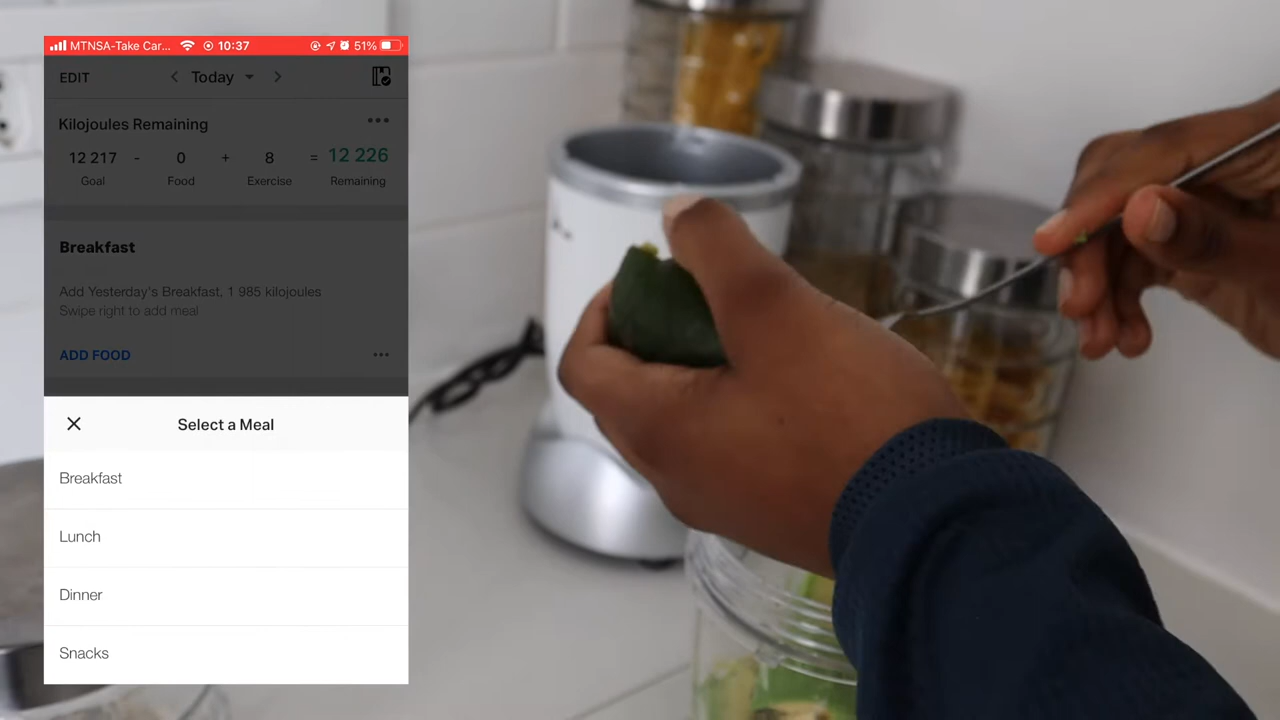 MTNSA-Take Car... 10:37 51%
EDIT Today
Kilojoules Remaining
12 217 - 0 + 8 = 12 226
Goal Food Exercise Remaining
Breakfast
Add Yesterday's Breakfast, 1 985 kilojoules
Swipe right to add meal
ADD FOOD
Select a Meal
Breakfast
Lunch
Dinner
Snacks